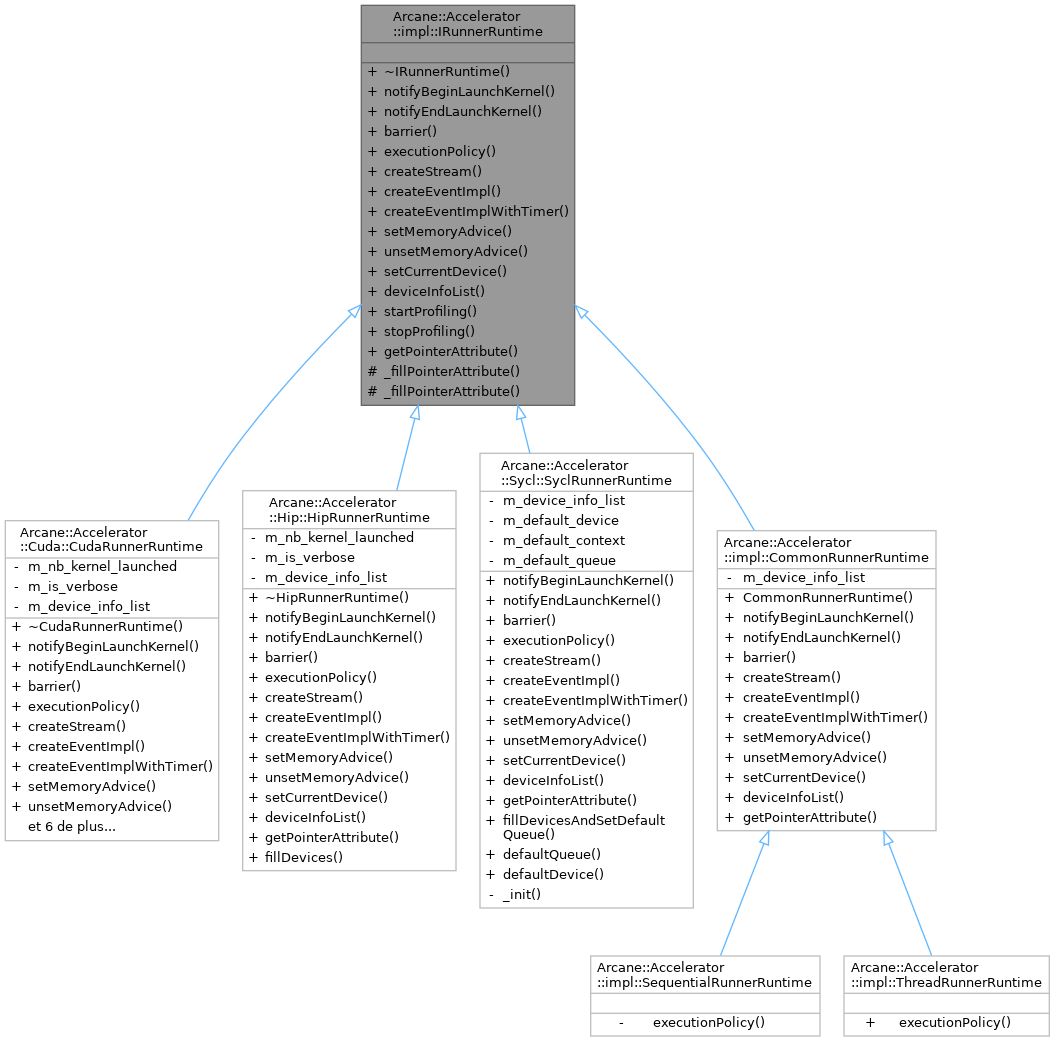 Arcane::Accelerator
::impl::IRunnerRuntime
+ ~IRunnerRuntime()
+ notifyBeginLaunchKernel()
+ notifyEndLaunchKernel()
+ barrier()
+ executionPolicy()
+ createStream()
+ createEventImpl()
+ createEventImplWithTimer()
+ setMemoryAdvice()
+ unsetMemoryAdvice()
+ setCurrentDevice()
+ deviceInfoList()
+ startProfiling()
+ stopProfiling()
+ getPointerAttribute()
# _fillPointerAttribute()
# _fillPointerAttribute()
Arcane::Accelerator
::Cuda::CudaRunnerRuntime
- m_nb_kernel_launched
- m_is_verbose
- m_device_info_list
+ ~CudaRunnerRuntime()
+ notifyBeginLaunchKernel()
+ notifyEndLaunchKernel()
+ barrier()
+ executionPolicy()
+ createStream()
+ createEventImpl()
+ createEventImplWithTimer()
+ setMemoryAdvice()
+ unsetMemoryAdvice()
et 6 de plus...
Arcane::Accelerator
::Hip::HipRunnerRuntime
- m_nb_kernel_launched
- m_is_verbose
- m_device_info_list
+ ~HipRunnerRuntime()
+ notifyBeginLaunchKernel()
+ notifyEndLaunchKernel()
+ barrier()
+ executionPolicy()
+ createStream()
+ createEventImpl()
+ createEventImplWithTimer()
+ setMemoryAdvice()
+ unsetMemoryAdvice()
+ setCurrentDevice()
+ deviceInfoList()
+ getPointerAttribute()
+ fillDevices()
Arcane::Accelerator
::Sycl::SyclRunnerRuntime
- m_device_info_list
- m_default_device
- m_default_context
- m_default_queue
+ notifyBeginLaunchKernel()
+ notifyEndLaunchKernel()
+ barrier()
+ executionPolicy()
+ createStream()
+ createEventImpl()
+ createEventImplWithTimer()
+ setMemoryAdvice()
+ unsetMemoryAdvice()
+ setCurrentDevice()
+ deviceInfoList()
+ getPointerAttribute()
+ fillDevicesAndSetDefault
Queue()
+ defaultQueue()
+ defaultDevice()
- _init()
Arcane::Accelerator
::impl::CommonRunnerRuntime
- m_device_info_list
+ CommonRunnerRuntime()
+ notifyBeginLaunchKernel()
+ notifyEndLaunchKernel()
+ barrier()
+ createStream()
+ createEventImpl()
+ createEventImplWithTimer()
+ setMemoryAdvice()
+ unsetMemoryAdvice()
+ setCurrentDevice()
+ deviceInfoList()
+ getPointerAttribute()
Arcane::Accelerator
::impl::SequentialRunnerRuntime
- executionPolicy()
Arcane::Accelerator
::impl::ThreadRunnerRuntime
+ executionPolicy()